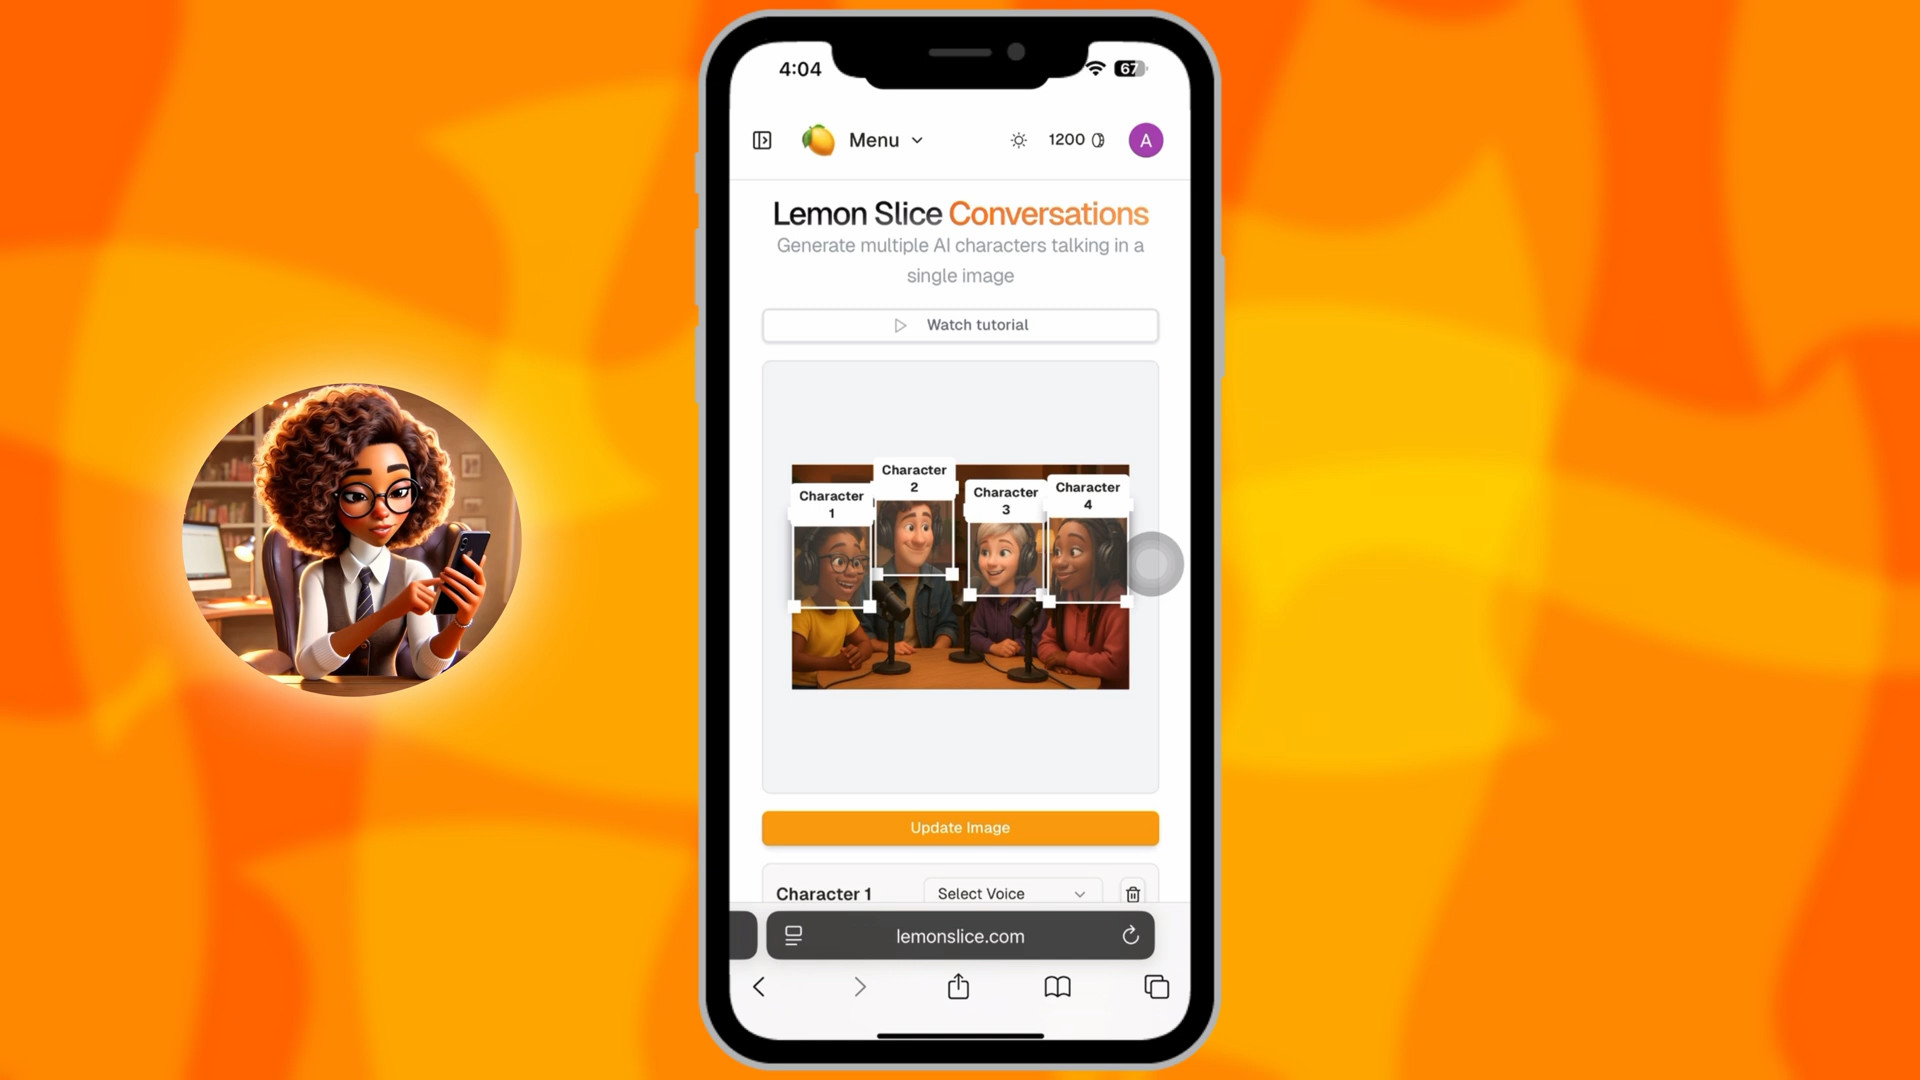 4:04
67
Menu
1200
A
Lemon Slice Conversations
Generate multiple AI characters talking in a
single image
Watch tutorial
Character
1
Character
2
Character
3
Character
4
Update Image
Character 1
Select Voice
lemonslice.com